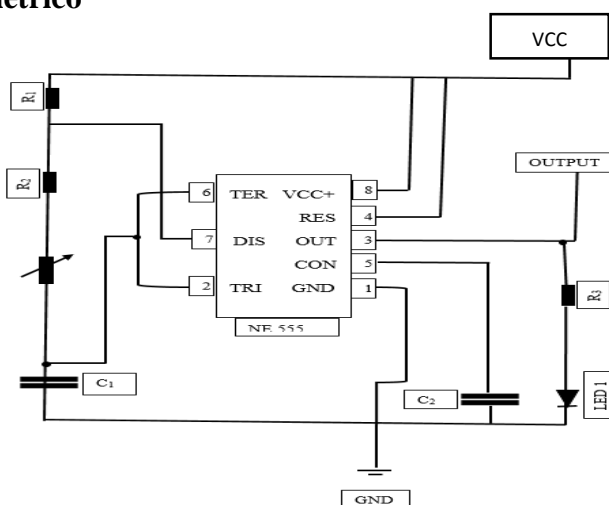 etrico
VCC
R1
OUTPUT
R2
6 TER VCC+ 8
RES 4
7 DIS OUT 3
CON 5
2 TRI GND 1
NE 555
R3
C1
C2
LED 1
GND